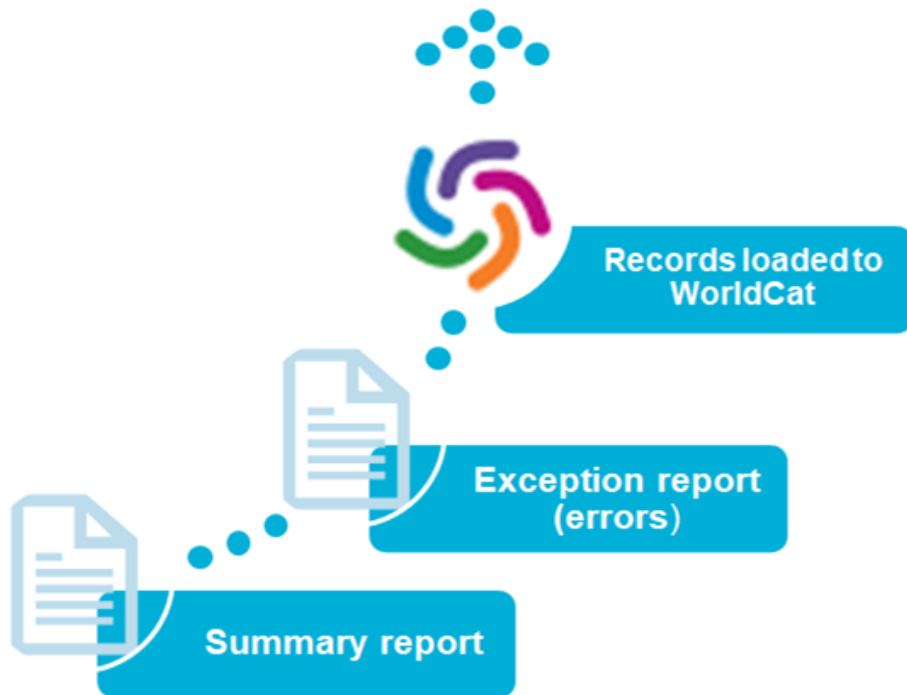 Records loaded to
WorldCat
Exception report
(errors)
Summary report